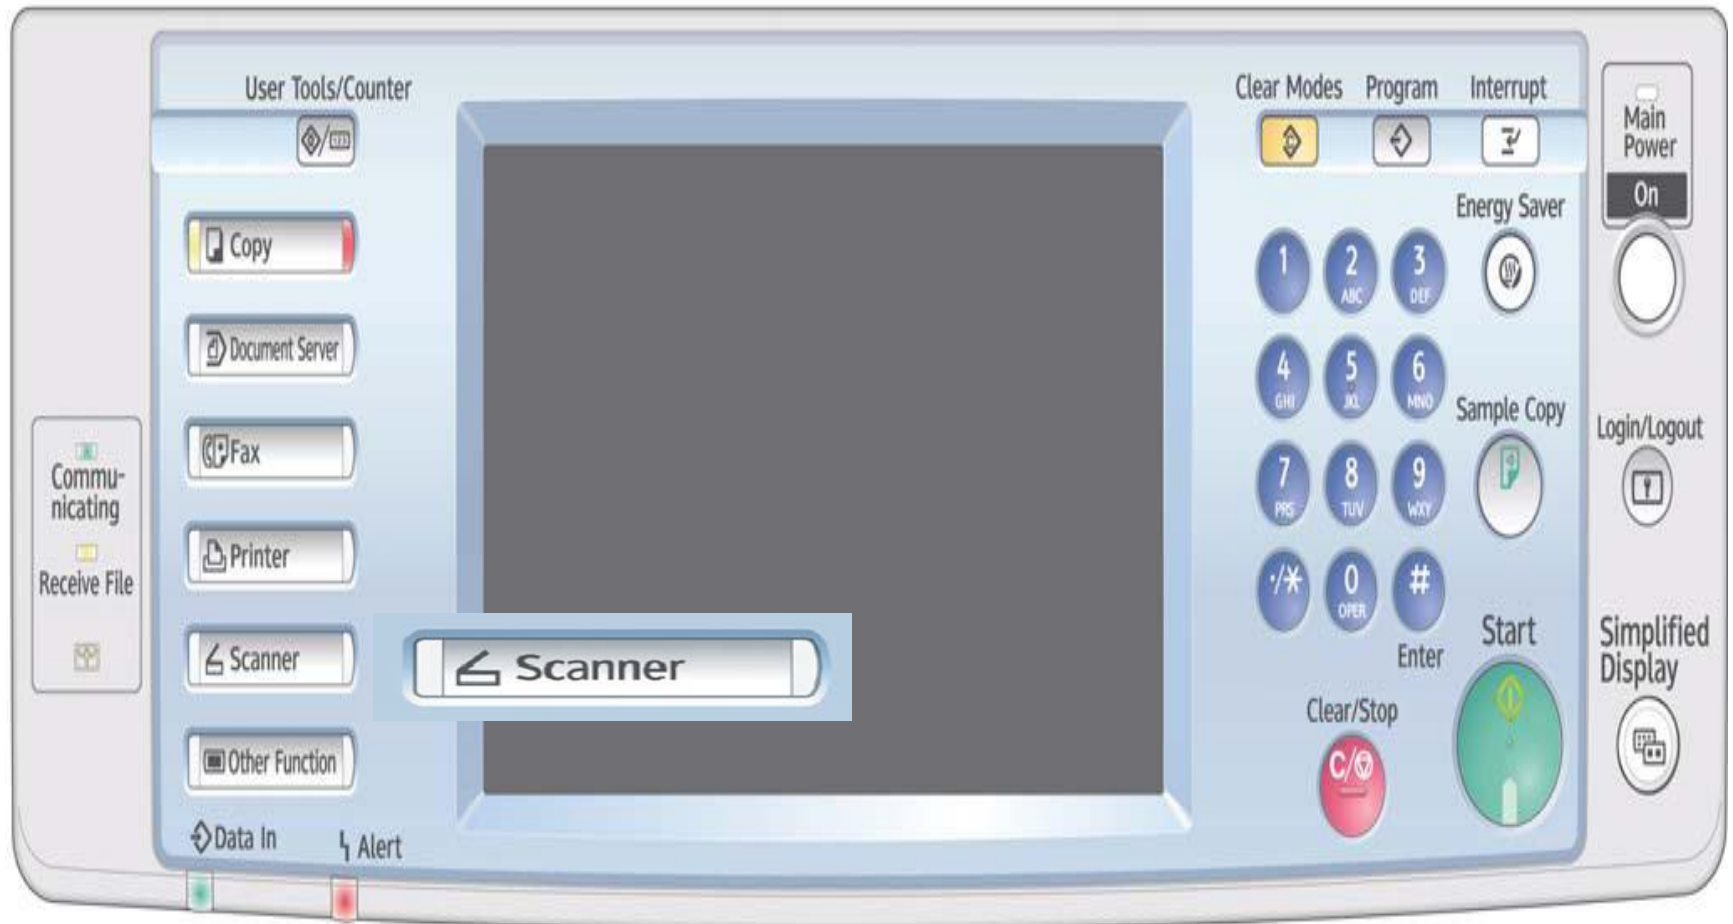 User Tools/Counter
Clear Modes
Program
Interrupt
Main
Power
On
Energy Saver
Copy
Document Server
Fax
Printer
Scanner
Scanner
Other Function
Data In
Alert
Commu-
nicating
Receive File
1
2
ABC
3
DEF
4
GHI
5
JKL
6
MNO
7
PRS
8
TUV
9
WXY
·/*
0
OPER
#
Enter
Sample Copy
Login/Logout
Start
Clear/Stop
C/
Simplified
Display